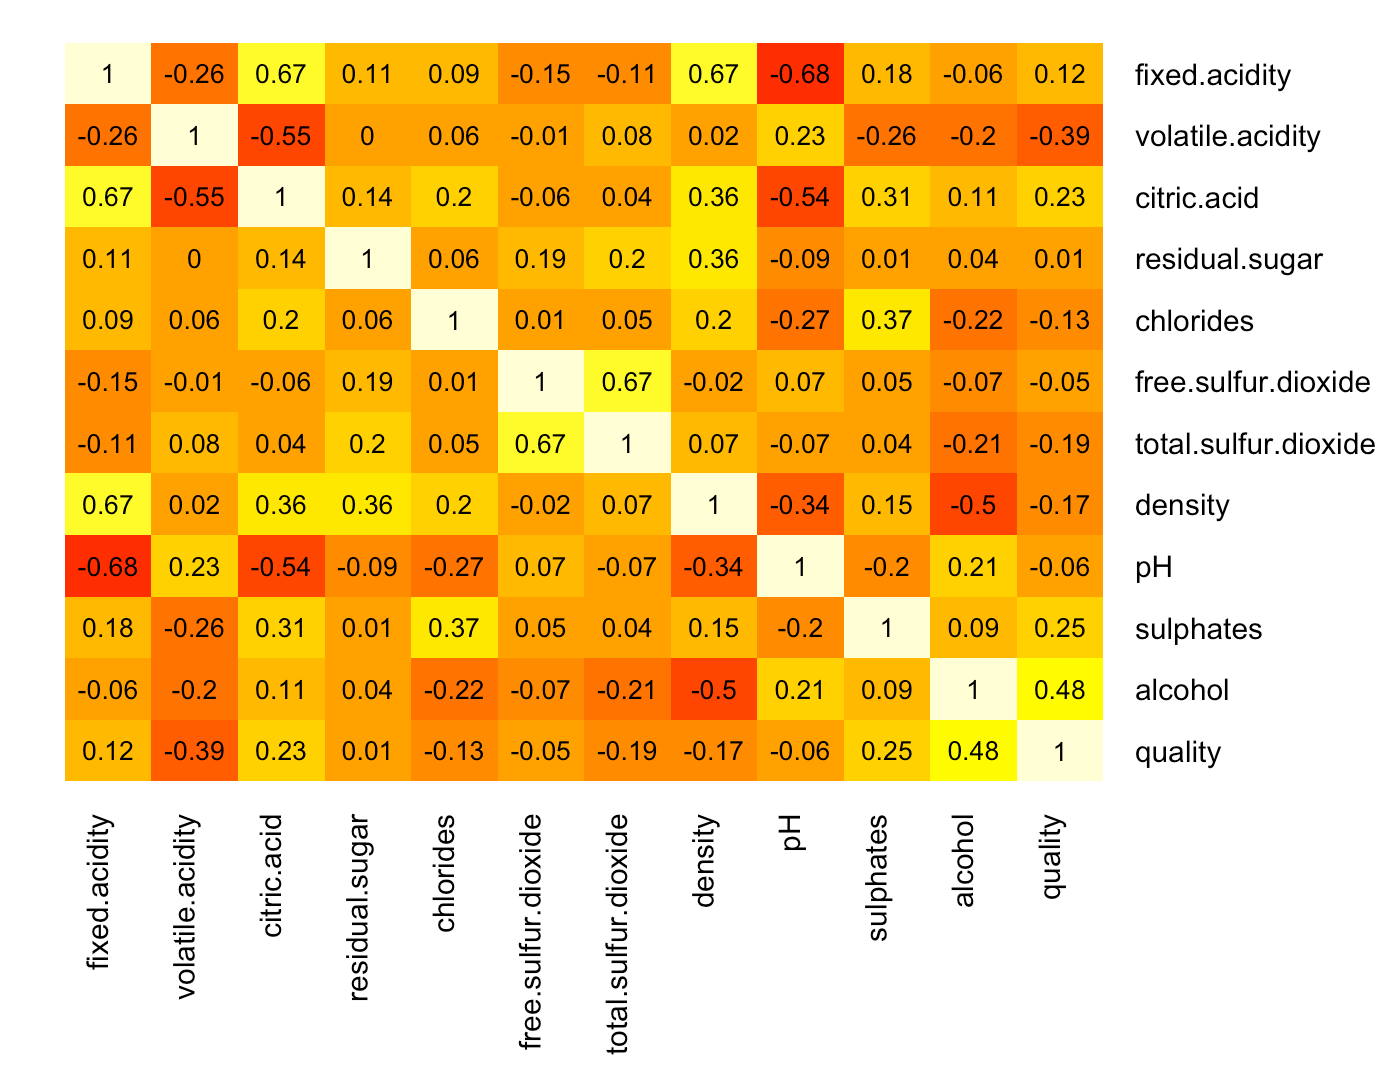 1 -0.26 0.67 0.11 0.09 -0.15 -0.11 0.67 -0.68 0.18 -0.06 0.12 fixed.acidity
-0.26 1 -0.55 0 0.06 -0.01 0.08 0.02 0.23 -0.26 -0.2 -0.39 volatile.acidity
0.67 -0.55 1 0.14 0.2 -0.06 0.04 0.36 -0.54 0.31 0.11 0.23 citric.acid
0.11 0 0.14 1 0.06 0.19 0.2 0.36 -0.09 0.01 0.04 0.01 residual.sugar
0.09 0.06 0.2 0.06 1 0.01 0.05 0.2 -0.27 0.37 -0.22 -0.13 chlorides
-0.15 -0.01 -0.06 0.19 0.01 1 0.67 -0.02 0.07 0.05 -0.07 -0.05 free.sulfur.dioxide
-0.11 0.08 0.04 0.2 0.05 0.67 1 0.07 -0.07 0.04 -0.21 -0.19 total.sulfur.dioxide
0.67 0.02 0.36 0.36 0.2 -0.02 0.07 1 -0.34 0.15 -0.5 -0.17 density
-0.68 0.23 -0.54 -0.09 -0.27 0.07 -0.07 -0.34 1 -0.2 0.21 -0.06 pH
0.18 -0.26 0.31 0.01 0.37 0.05 0.04 0.15 -0.2 1 0.09 0.25 sulphates
-0.06 -0.2 0.11 0.04 -0.22 -0.07 -0.21 -0.5 0.21 0.09 1 0.48 alcohol
0.12 -0.39 0.23 0.01 -0.13 -0.05 -0.19 -0.17 -0.06 0.25 0.48 1 quality
fixed.acidity
volatile.acidity
citric.acid
residual.sugar
chlorides
free.sulfur.dioxide
total.sulfur.dioxide
density
pH
sulphates
alcohol
quality